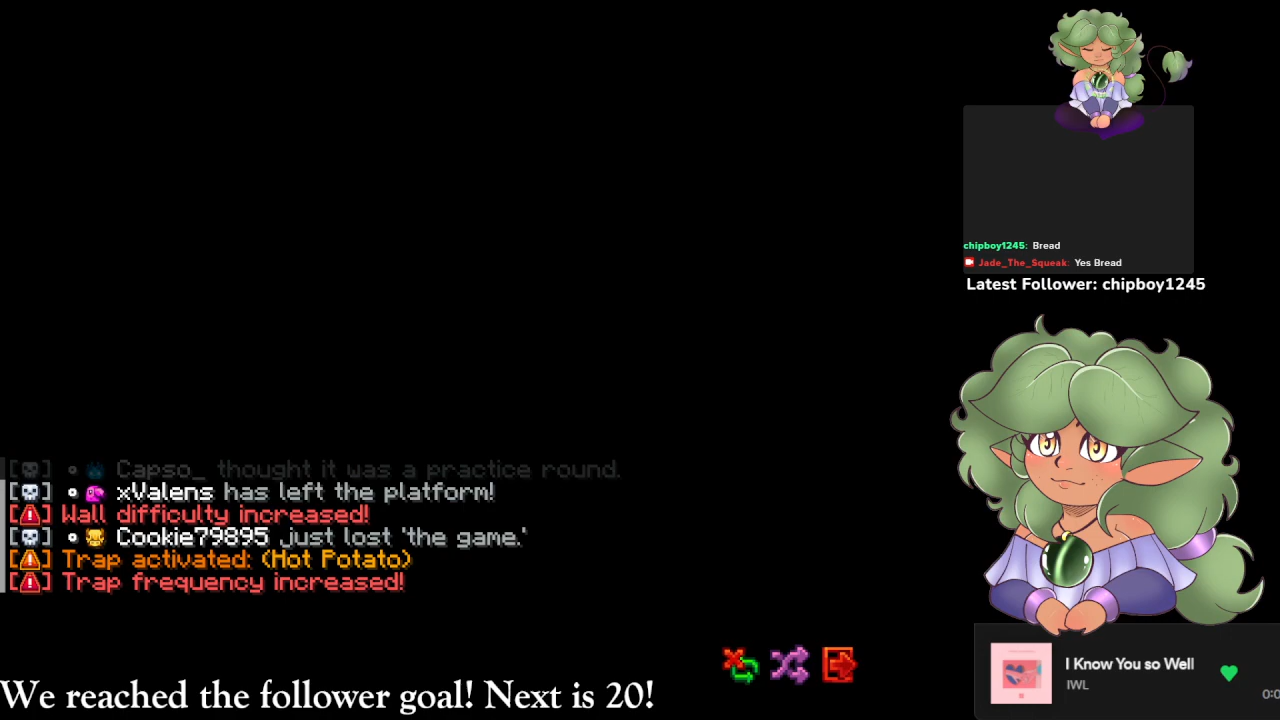 chipboy1245: Bread
Jade_The_Squeak: Yes Bread
Latest Follower: chipboy1245
Capso_ thought it was a practice round.
xValens has left the platform!
Wall difficulty increased!
Cookie79895 just lost 'the game.'
Trap activated: (Hot Potato)
Trap frequency increased!
I Know You so Well
IWL
We reached the follower goal! Next is 20!